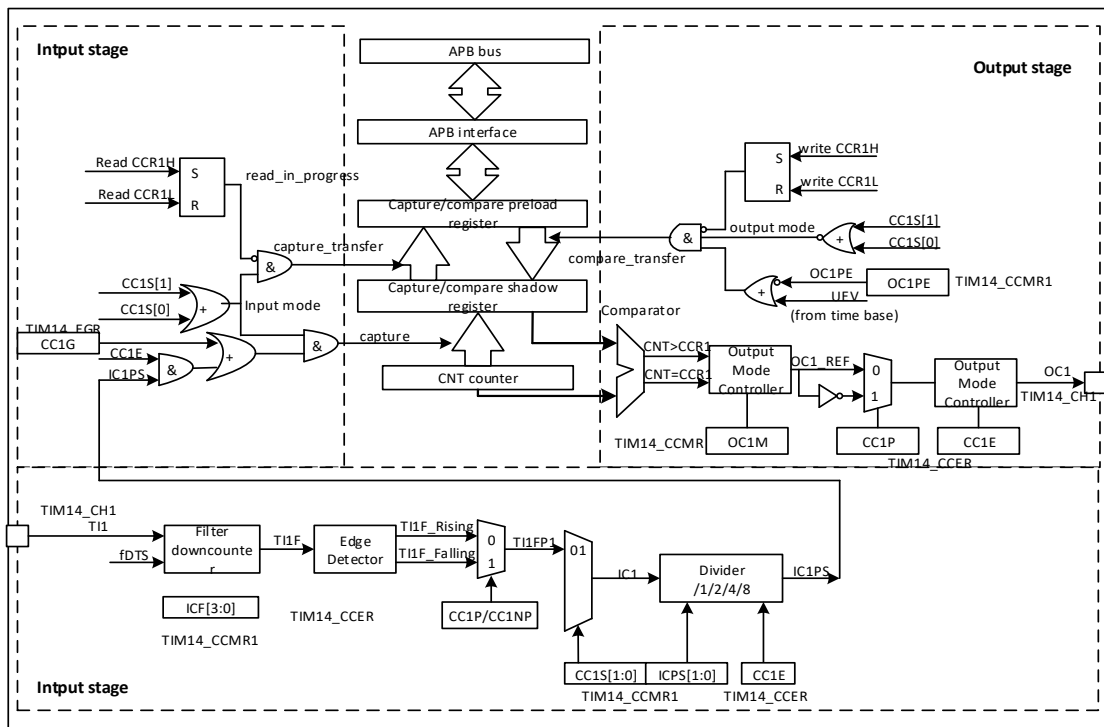 Intput stage
APB bus
Output stage
APB interface
Read CCR1H
S
read_in_progress
Read CCR1L
R
Capture/compare preload
register
S
write CCR1H
R
write CCR1L
capture_transfer
&
&
output mode
+
CC1S[1]
CC1S[0]
compare_transfer
OC1PE
OC1PE
TIM14_CCMR1
+
UEV
(from time base)
CC1S[1]
CC1S[0]
+
Input mode
Capture/compare shadow
register
Comparator
TIM14_EGR
CC1G
CC1E
IC1PS
&
+
&
capture
CNT counter
CNT>CCR1
CNT=CCR1
Output
Mode
Controller
OC1_REF
0
1
Output
Mode
Controller
OC1
TIM14_CH1
TIM14_CCMR
OC1M
CC1P
CC1E
TIM14_CCER
TIM14_CH1
TI1
fDTS
Filter
downcounte
r
TI1F
Edge
Detector
TI1F_Rising
TI1F_Falling
0
1
TI1FP1
01
IC1
Divider
/1/2/4/8
IC1PS
ICF[3:0]
TIM14_CCMR1
TIM14_CCER
CC1P/CC1NP
CC1S[1:0]
ICPS[1:0]
CC1E
TIM14_CCMR1
TIM14_CCER
Intput stage